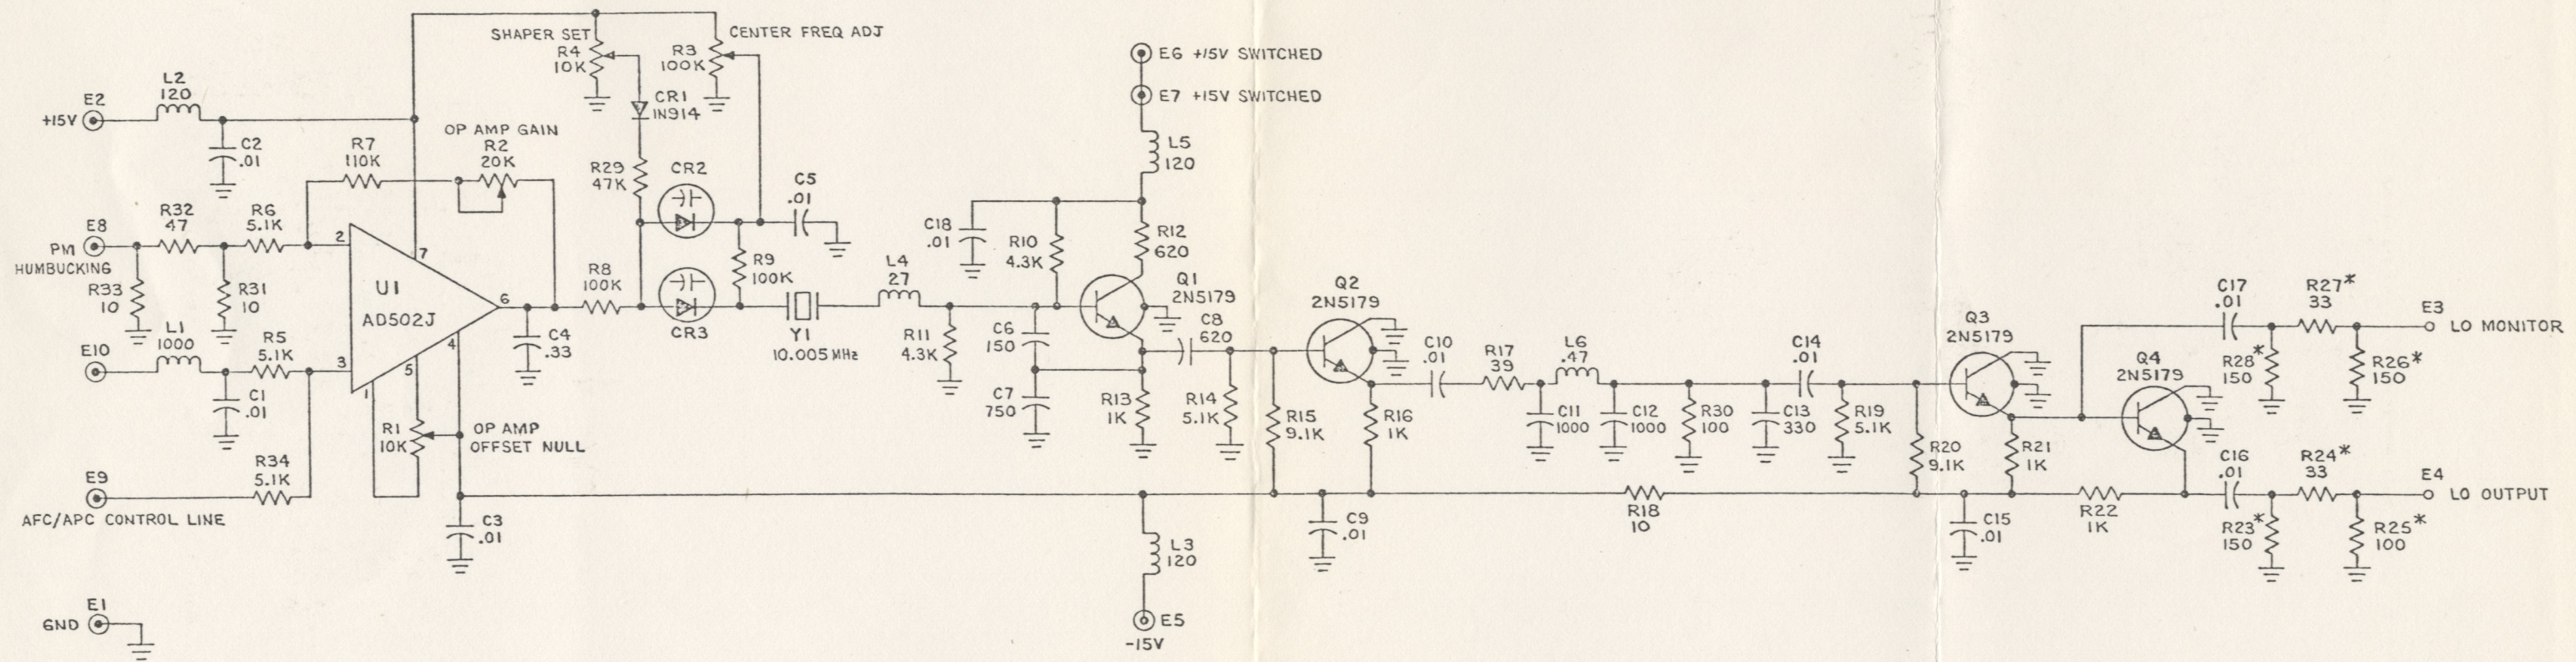 SHAPER SET
R4
10K
R3
100K
CENTER FREQ ADJ
E6 +15V SWITCHED
E7 +15V SWITCHED
L2
120
E2
+15V
C2
.01
CR1
1N914
OP AMP GAIN
R2
20K
R7
110K
R29
47K
CR2
C5
.01
L5
120
E8
PM
HUMBUCKING
R32
47
R6
5.1K
2
7
R33
10
R31
10
U1
AD502J
6
R8
100K
R9
100K
CR3
C18
.01
R10
4.3K
R12
620
Q1
2N5179
L4
27
Y1
10.005 MHz
R11
4.3K
C6
150
C8
620
Q2
2N5179
L1
1000
E10
R5
5.1K
3
4
5
1
C4
.33
C1
.01
R1
10K
OP AMP
OFFSET NULL
C7
750
R13
1K
R14
5.1K
R15
9.1K
R16
1K
C10
.01
R17
39
L6
.47
C14
.01
C11
1000
C12
1000
R30
100
C13
330
R19
5.1K
Q3
2N5179
Q4
2N5179
C17
.01
R27*
33
E3
LO MONITOR
R28*
150
R26*
150
R20
9.1K
R21
1K
R34
5.1K
E9
AFC/APC CONTROL LINE
C3
.01
L3
120
C9
.01
R18
10
C15
.01
R22
1K
C16
.01
R24*
33
E4
LO OUTPUT
R23*
150
R25*
100
E1
GND
E5
-15V